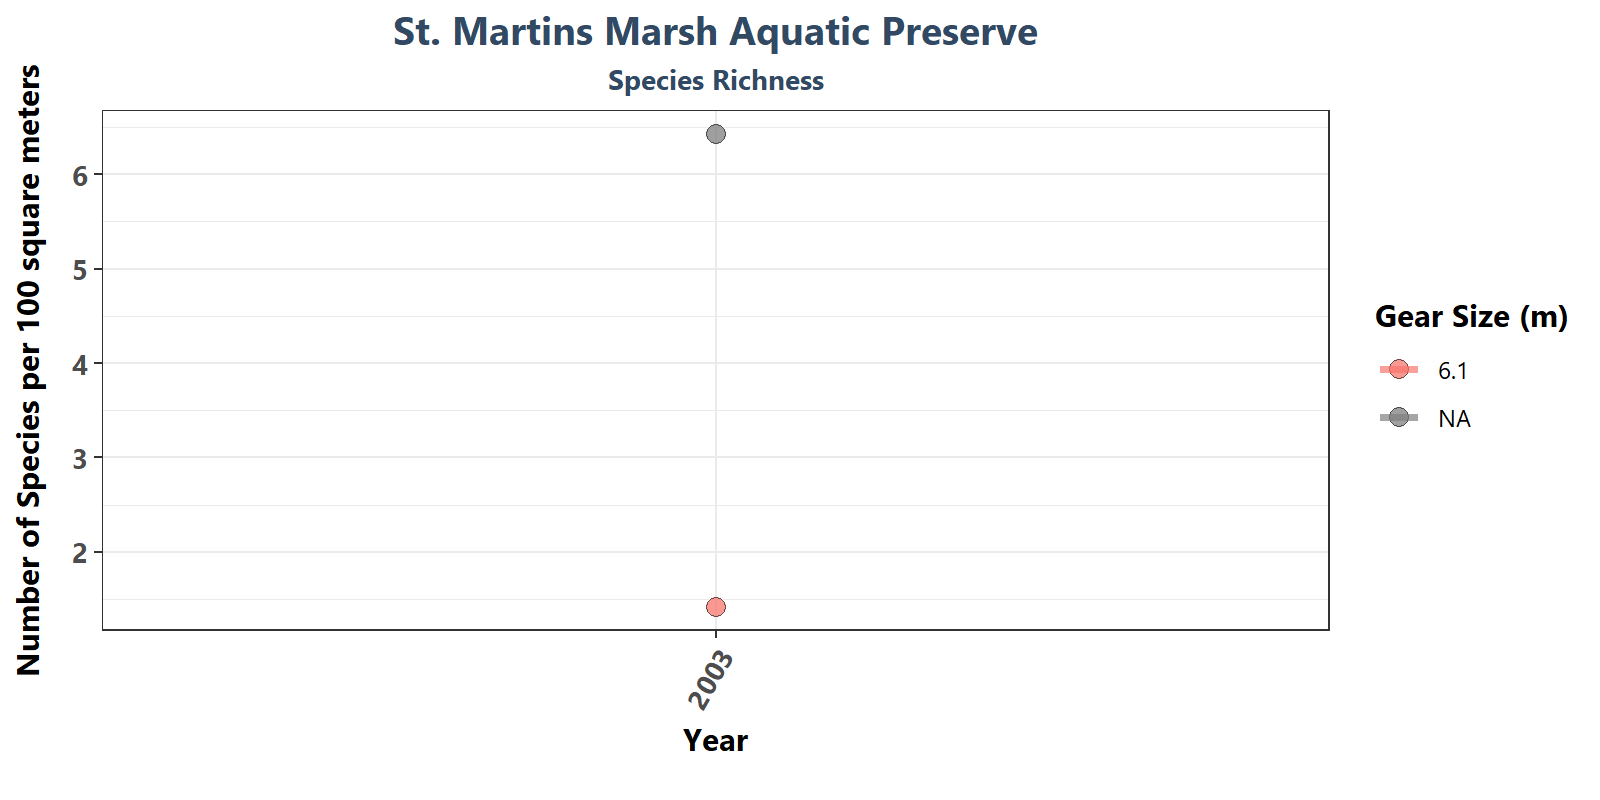 St. Martins Marsh Aquatic Preserve
Species Richness
Number of Species per 100 square meters
6
5
4
3
2
2003
Year
Gear Size (m)
6.1
NA